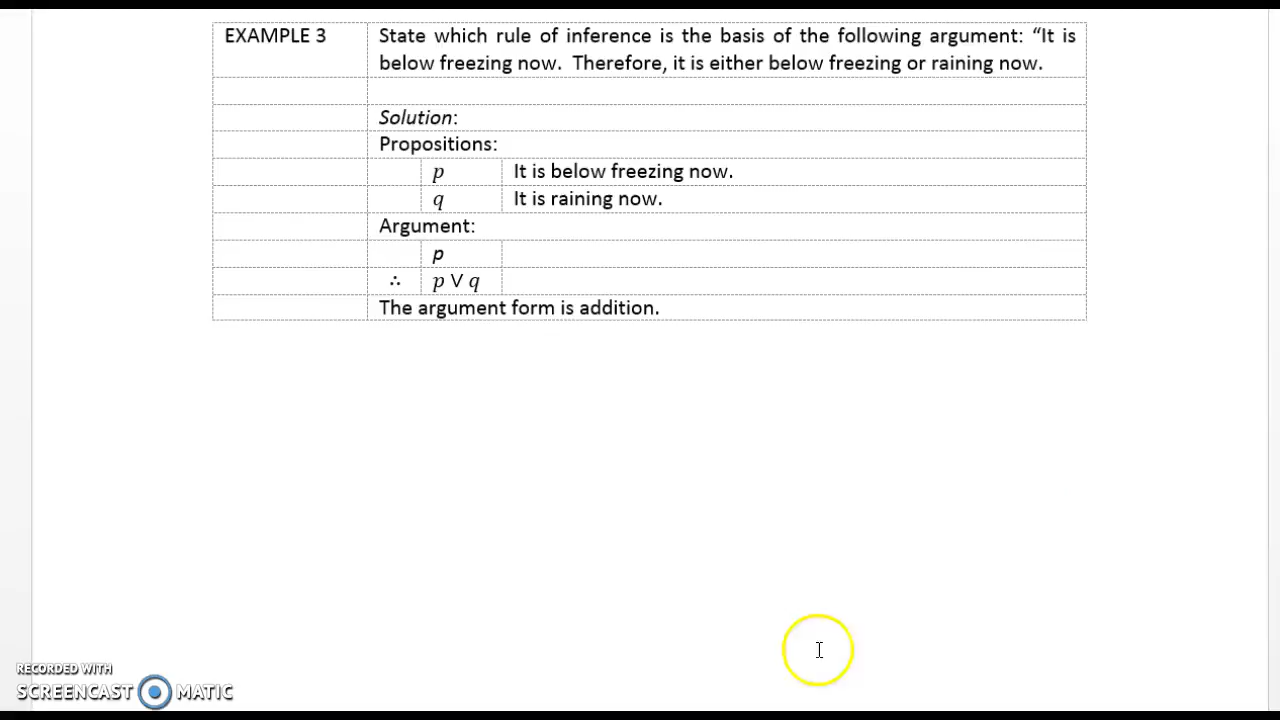 EXAMPLE 3 State which rule of inference is the basis of the following argument: “It is
below freezing now. Therefore, it is either below freezing or raining now.
Solution:
Propositions:
p It is below freezing now.
q It is raining now.
Argument:
p
∴ p ∨ q
The argument form is addition.
RECORDED WITH
SCREENCAST MATIC